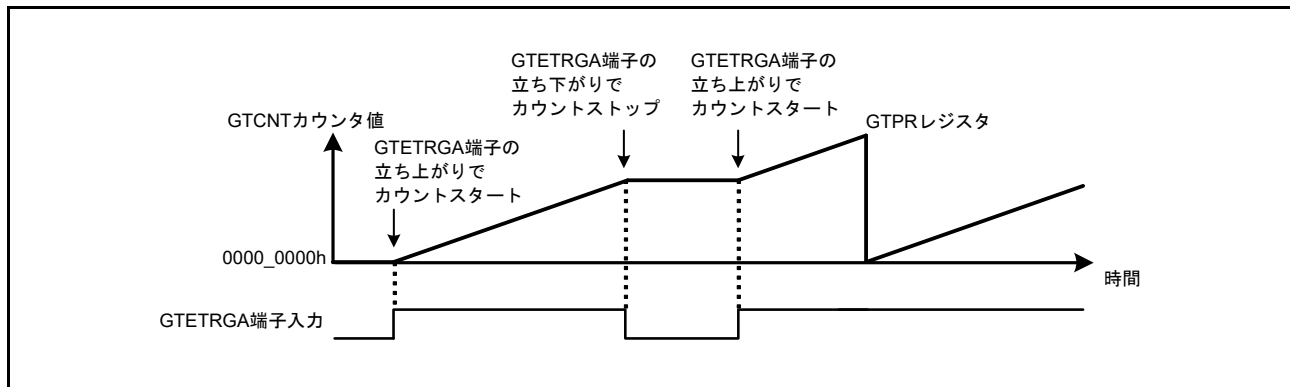 GTETRGA端子の
立ち下がりで
カウントストップ
GTETRGA端子の
立ち上がりで
カウントスタート
GTCNTカウンタ値
GTPRレジスタ
GTETRGA端子の
立ち上がりで
カウントスタート
0000_0000h
時間
GTETRGA端子入力